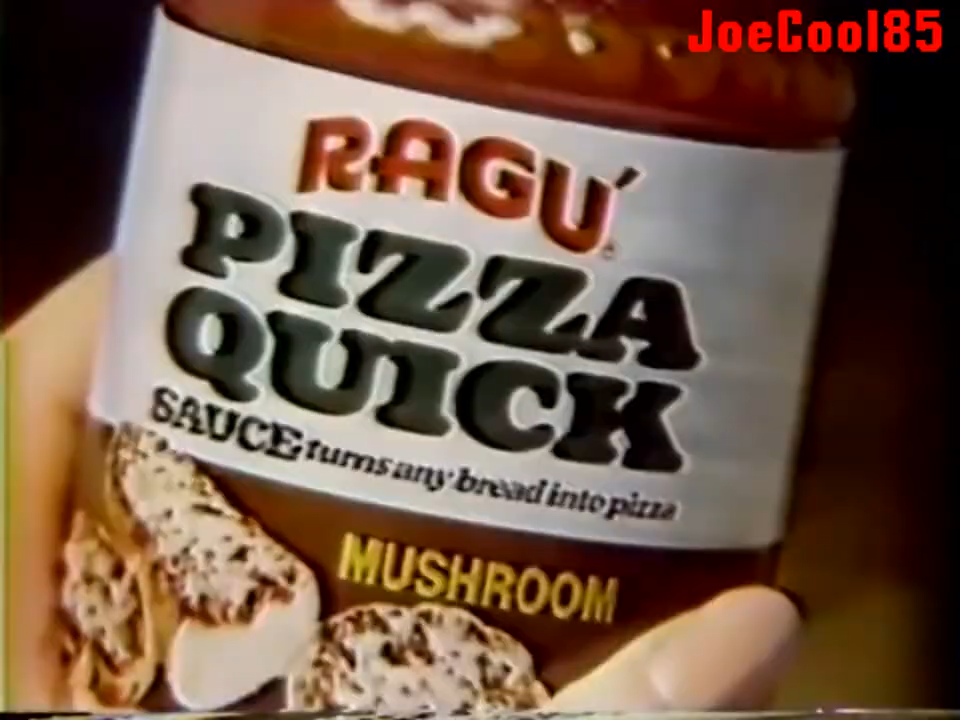 JoeCool85
RAGÚ
PIZZA
QUICK
SAUCE turns any bread into pizza
MUSHROOM